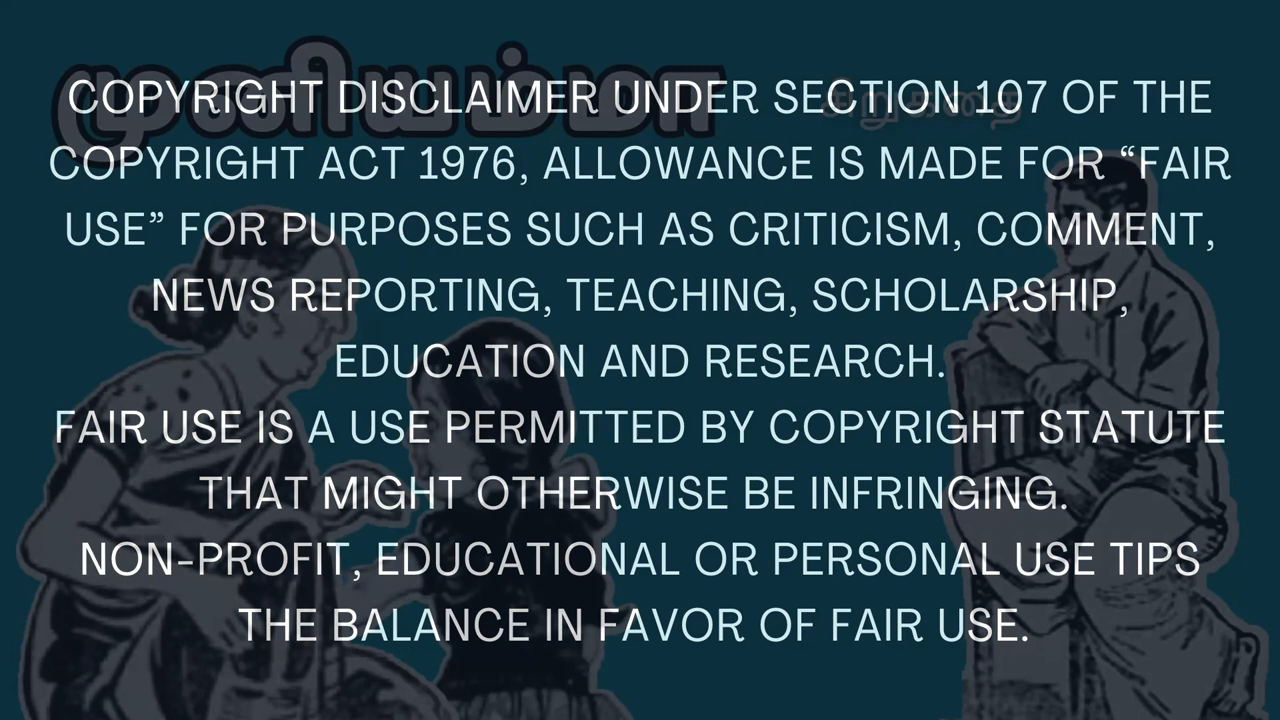 முனியம்மா சிறுகதை
COPYRIGHT DISCLAIMER UNDER SECTION 107 OF THE
COPYRIGHT ACT 1976, ALLOWANCE IS MADE FOR “FAIR
USE” FOR PURPOSES SUCH AS CRITICISM, COMMENT,
NEWS REPORTING, TEACHING, SCHOLARSHIP,
EDUCATION AND RESEARCH.
FAIR USE IS A USE PERMITTED BY COPYRIGHT STATUTE
THAT MIGHT OTHERWISE BE INFRINGING.
NON-PROFIT, EDUCATIONAL OR PERSONAL USE TIPS
THE BALANCE IN FAVOR OF FAIR USE.